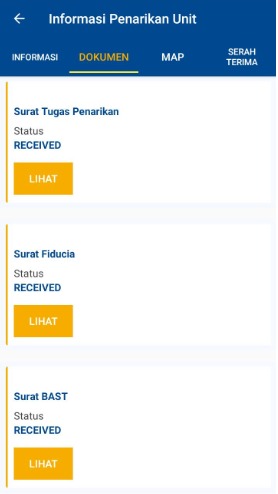 Informasi Penarikan Unit
INFORMASI DOKUMEN MAP SERAH TERIMA
Surat Tugas Penarikan
Status
RECEIVED
LIHAT
Surat Fiducia
Status
RECEIVED
LIHAT
Surat BAST
Status
RECEIVED
LIHAT